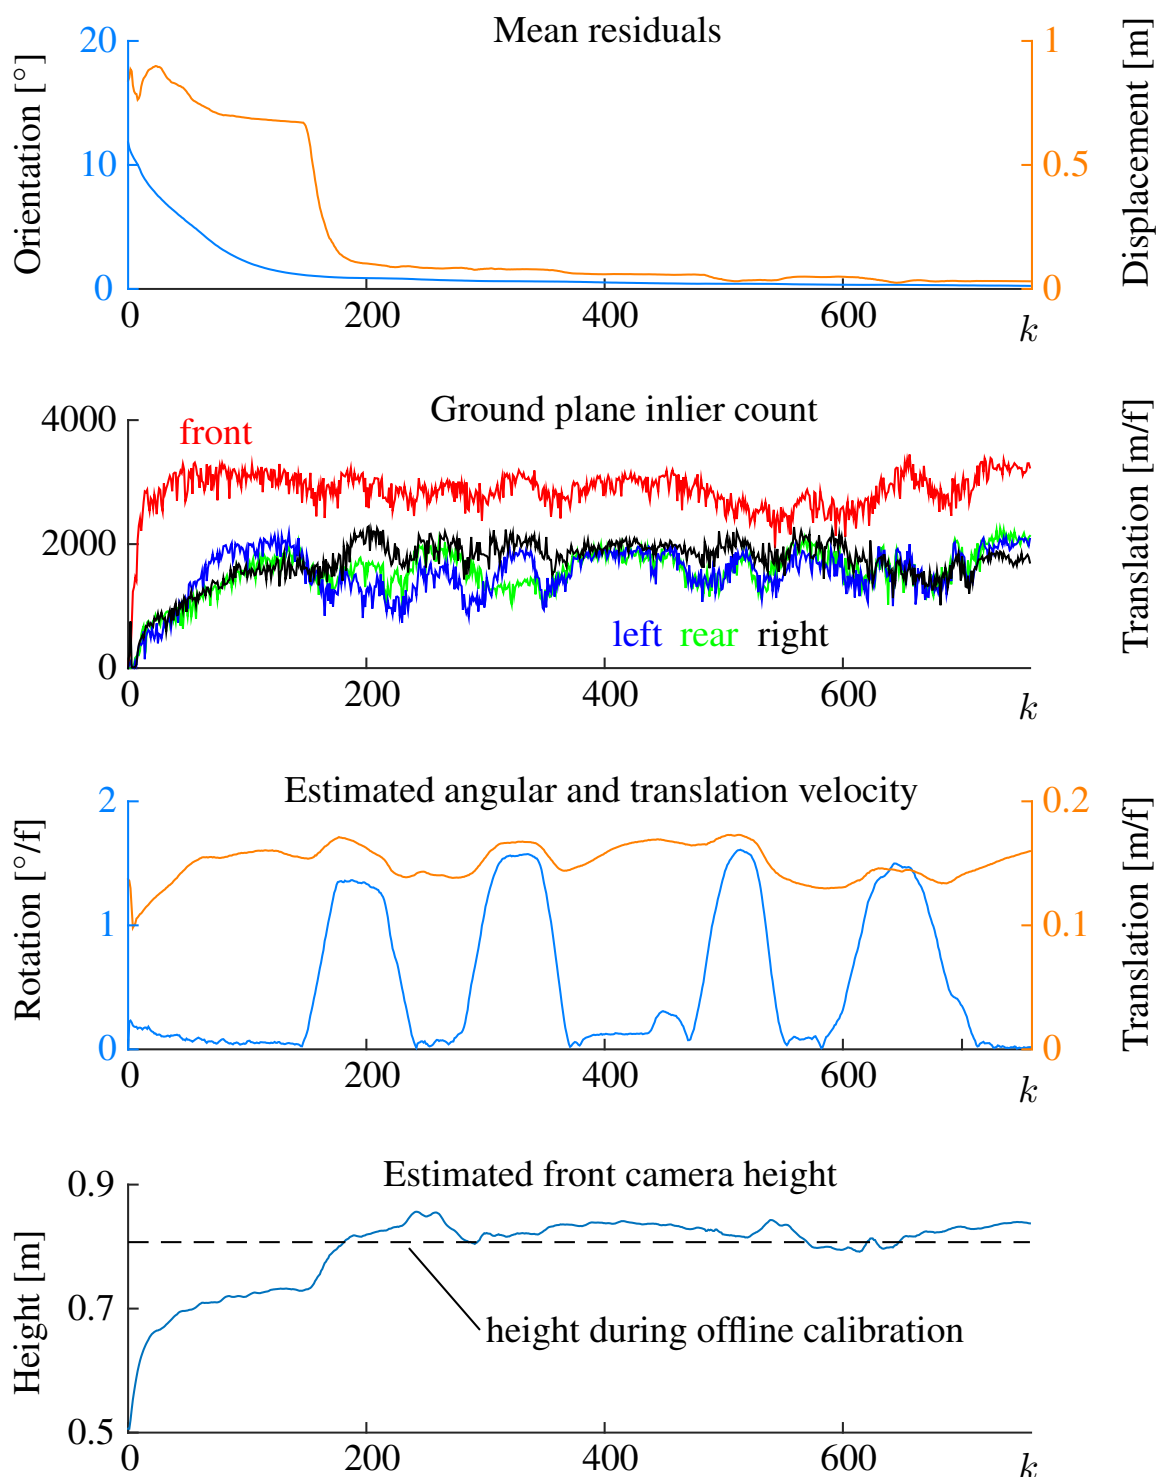 Mean residuals
Orientation [°]
Displacement [m]
20
10
0
1
0.5
0
0 200 400 600
k
Ground plane inlier count
Translation [m/f]
4000
2000
0
front
left rear right
0 200 400 600
k
Estimated angular and translation velocity
Rotation [°/f]
Translation [m/f]
2
1
0
0.2
0.1
0
0 200 400 600
k
Estimated front camera height
Height [m]
0.9
0.7
0.5
height during offline calibration
0 200 400 600
k